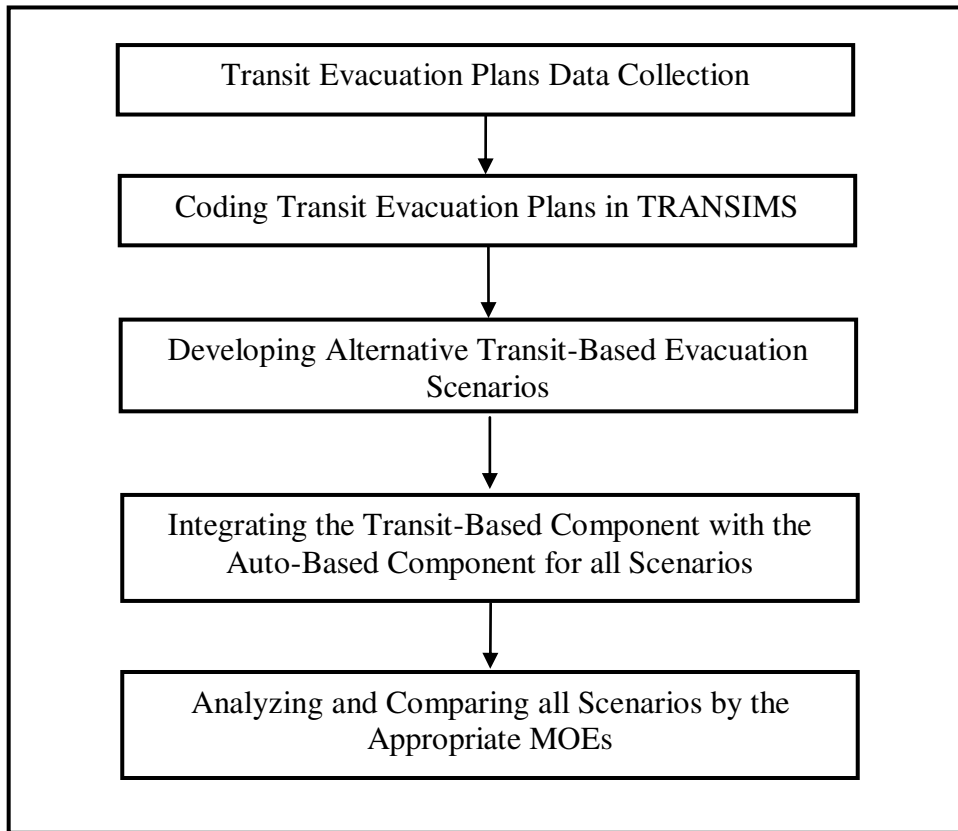 Transit Evacuation Plans Data Collection
Coding Transit Evacuation Plans in TRANSIMS
Developing Alternative Transit-Based Evacuation
Scenarios
Integrating the Transit-Based Component with the
Auto-Based Component for all Scenarios
Analyzing and Comparing all Scenarios by the
Appropriate MOEs